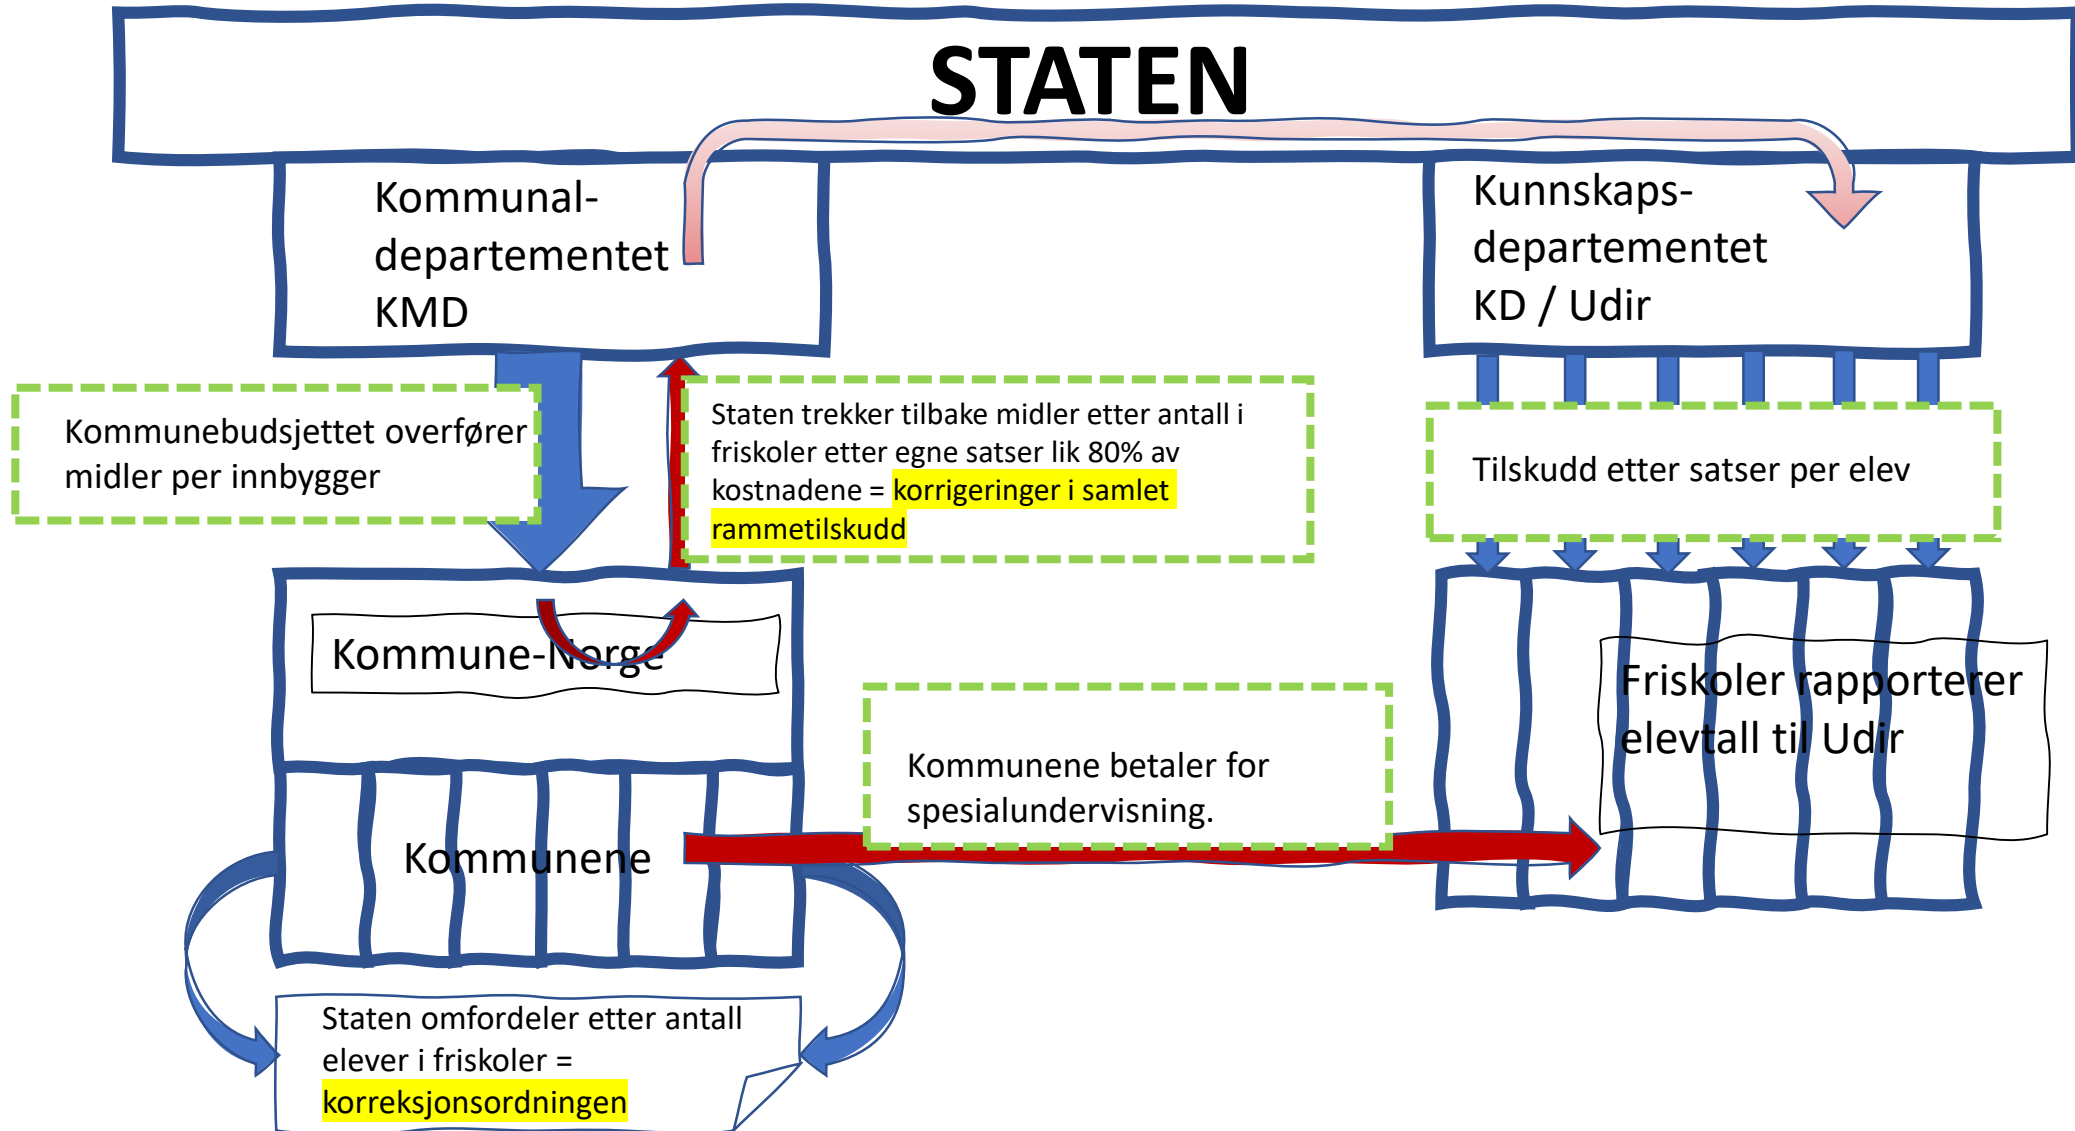 STATEN
Kommunal-
departementet
KMD
Kunnskaps-
departementet
KD / Udir
Kommunebudsjettet overfører
midler per innbygger
Staten trekker tilbake midler etter antall i
friskoler etter egne satser lik 80% av
kostnadene = korrigeringer i samlet
rammetilskudd
Tilskudd etter satser per elev
Kommune-Norge
Friskoler rapporterer
elevtall til Udir
Kommunene betaler for
spesialundervisning.
Kommunene
Staten omfordeler etter antall
elever i friskoler =
korreksjonsordningen